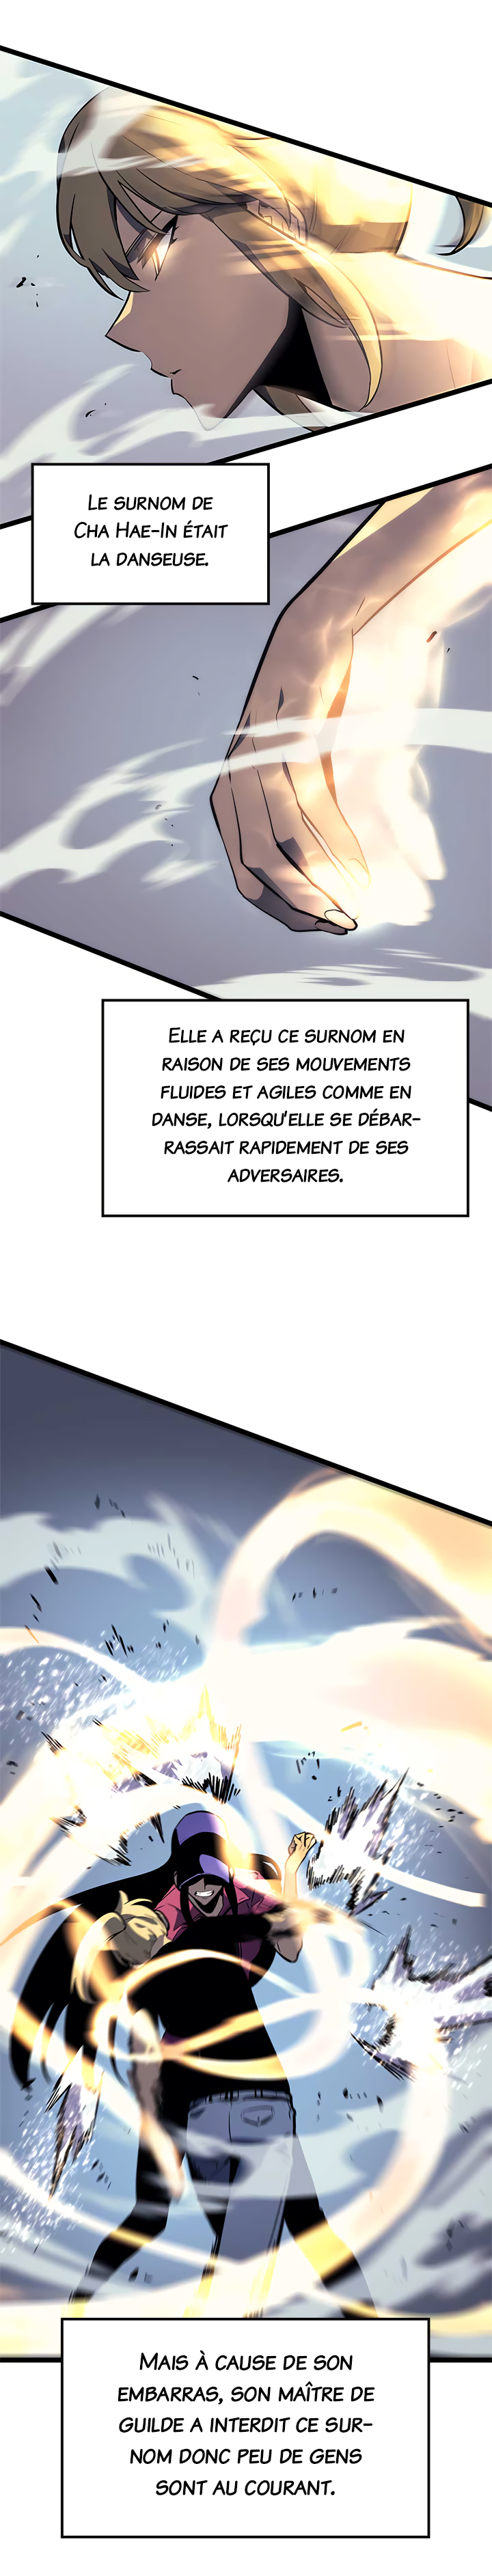 LE SURNOM DE
CHA HAE-IN ÉTAIT
LA DANSEUSE.
ELLE A REÇU CE SURNOM EN
RAISON DE SES MOUVEMENTS
FLUIDES ET AGILES COMME EN
DANSE, LORSQU'ELLE SE DÉBAR-
RASSAIT RAPIDEMENT DE SES
ADVERSAIRES.
MAIS À CAUSE DE SON
EMBARRAS, SON MAÎTRE DE
GUILDE A INTERDIT CE SUR-
NOM DONC PEU DE GENS
SONT AU COURANT.